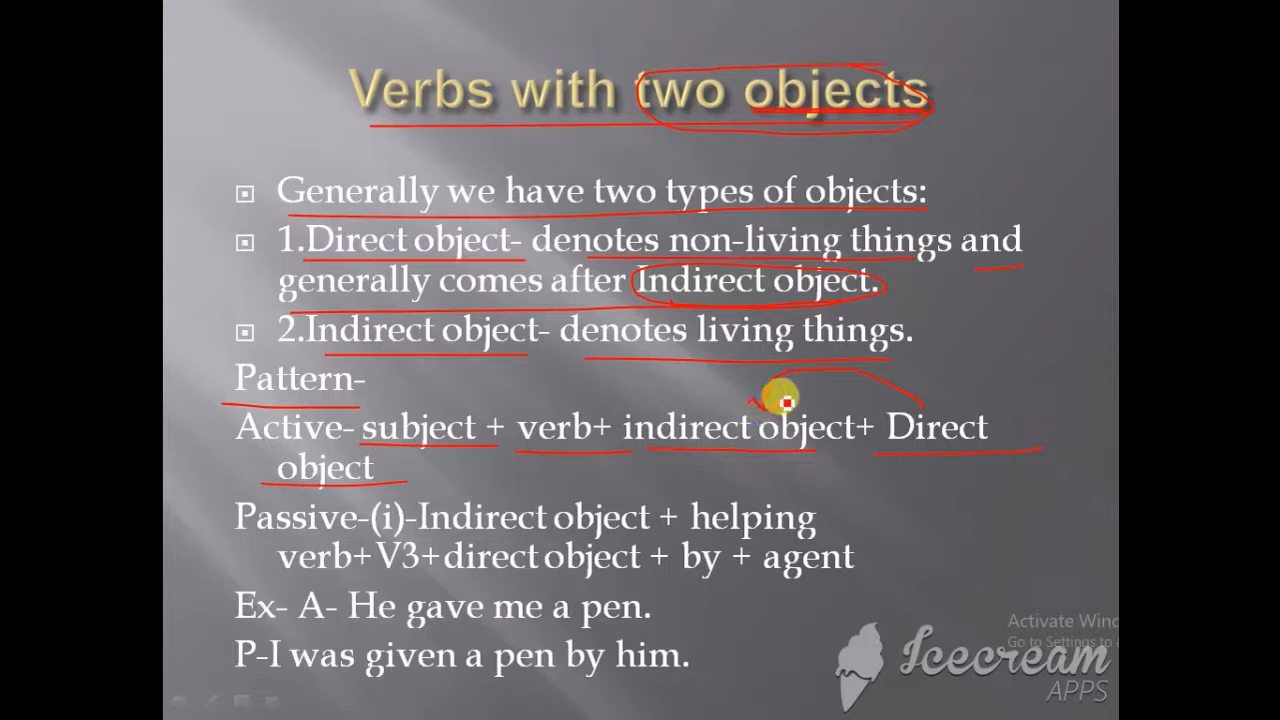 Verbs with two objects
Generally we have two types of objects:
1.Direct object- denotes non-living things and
generally comes after Indirect object.
2.Indirect object- denotes living things.
Pattern-
Active- subject + verb+ indirect object+ Direct
object
Passive-(i)-Indirect object + helping
verb+V3+direct object + by + agent
Ex- A- He gave me a pen.
P-I was given a pen by him.
Activate Wind
Go to Settings to a
Icecream
APPS